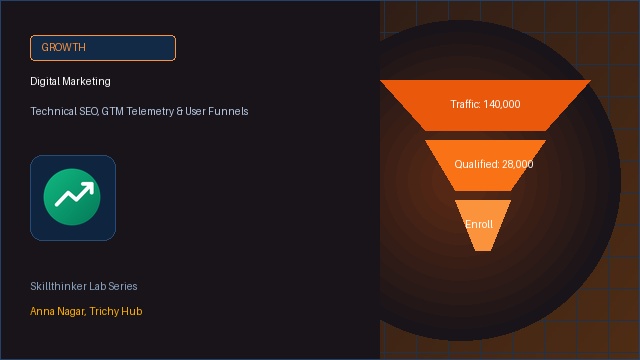 GROWTH
Digital Marketing
Technical SEO, GTM Telemetry & User Funnels
Skillthinker Lab Series
Anna Nagar, Trichy Hub
Traffic: 140,000
Qualified: 28,000
Enroll